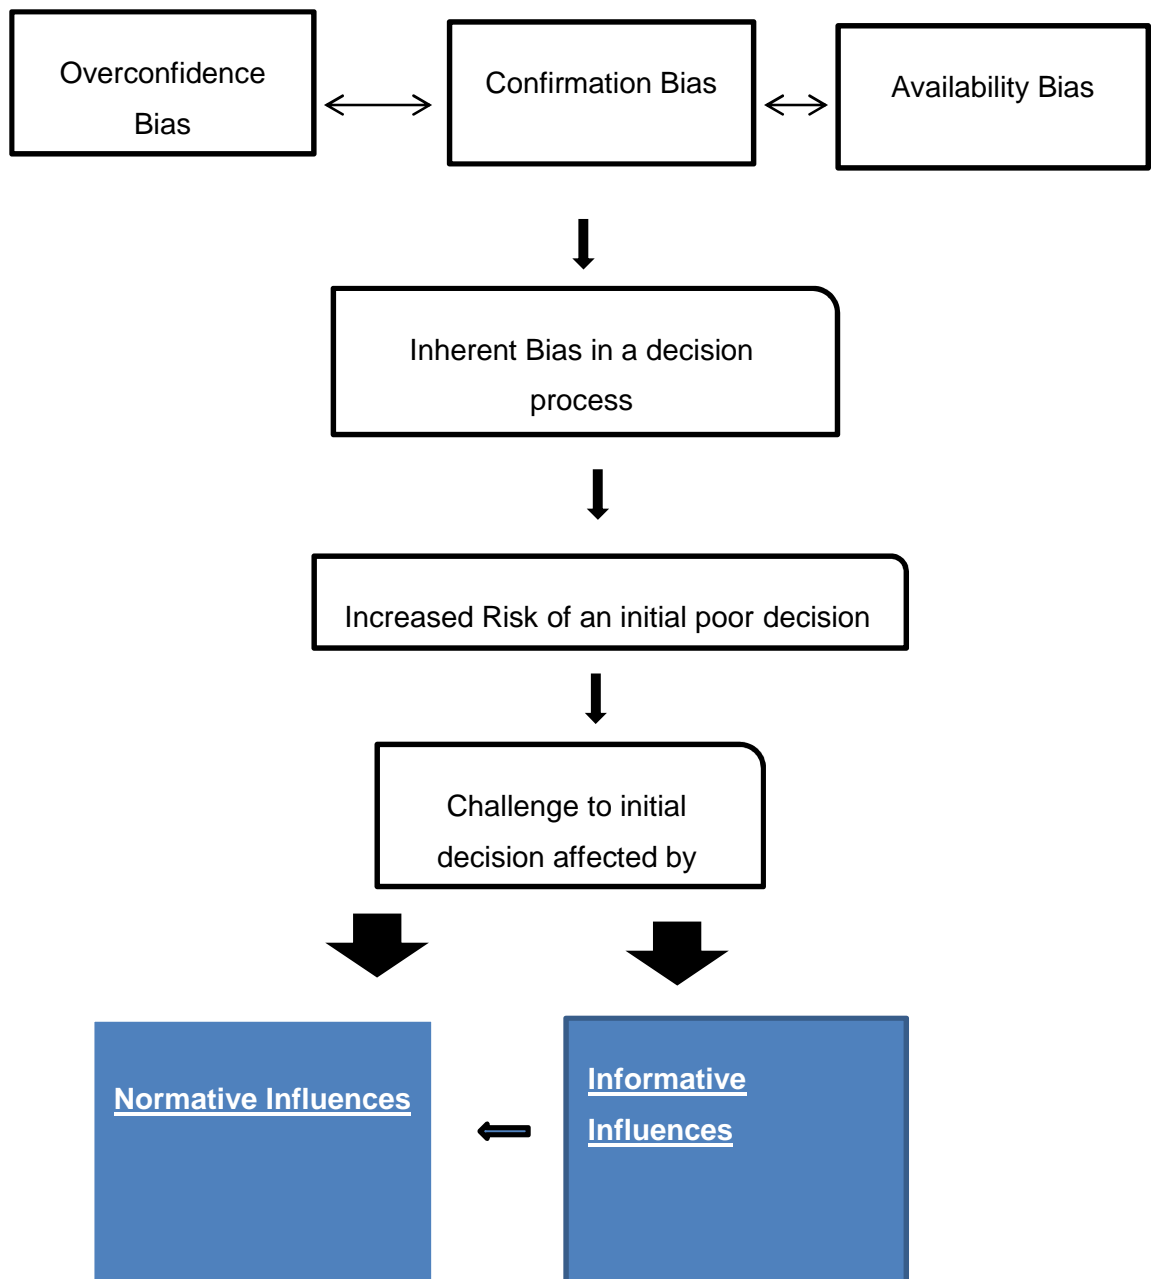 Overconfidence
Bias
Confirmation Bias
Availability Bias
Inherent Bias in a decision
process
Increased Risk of an initial poor decision
Challenge to initial
decision affected by
Normative Influences
Informative
Influences